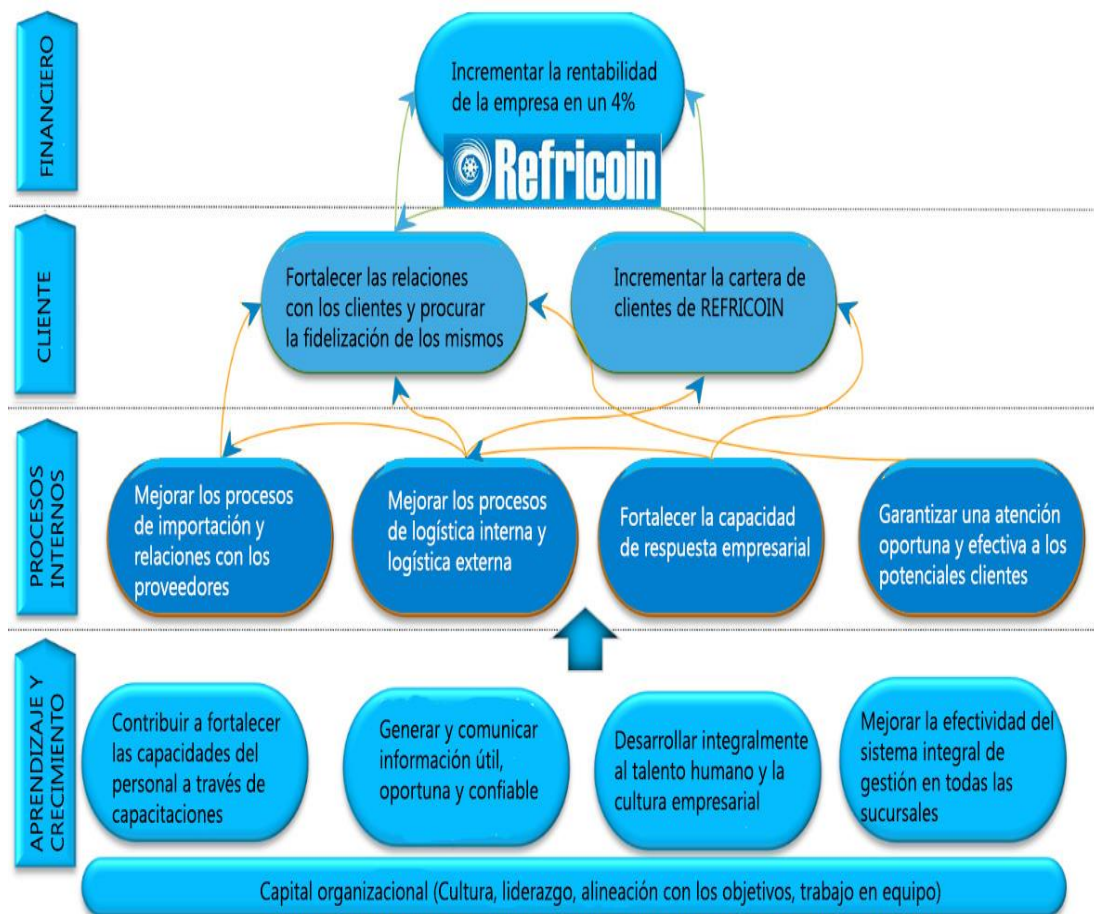 FINANCIERO
Incrementar la rentabilidad
de la empresa en un 4%
Refricoin
CLIENTE
Fortalecer las relaciones
con los clientes y procurar
la fidelización de los mismos
Incrementar la cartera de
clientes de REFRICOIN
PROCESOS
INTERNOS
Mejorar los procesos
de importación y
relaciones con los
proveedores
Mejorar los procesos
de logística interna y
logística externa
Fortalecer la capacidad
de respuesta empresarial
Garantizar una atención
oportuna y efectiva a los
potenciales clientes
APRENDIZAJE Y
CRECIMIENTO
Contribuir a fortalecer
las capacidades del
personal a través de
capacitaciones
Generar y comunicar
información útil,
oportuna y confiable
Desarrollar integralmente
al talento humano y la
cultura empresarial
Mejorar la efectividad del
sistema integral de
gestión en todas las
sucursales
Capital organizacional (Cultura, liderazgo, alineación con los objetivos, trabajo en equipo)